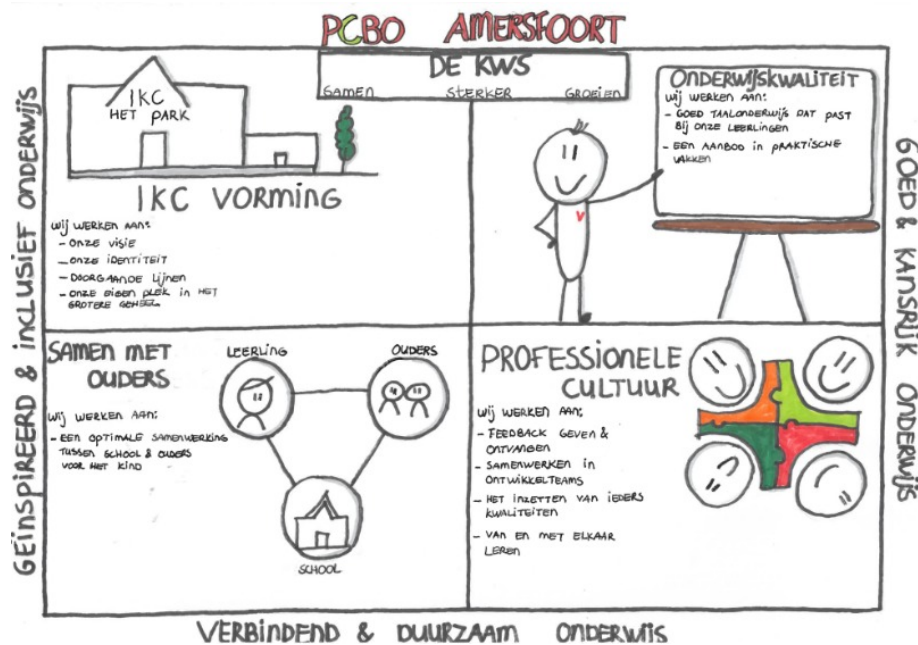 PCBO AMERSFOORT
DE KWS
SAMEN STERKER GROEIEN
GEÏNSPIREERD & INCLUSIEF ONDERWIJS
GOED & KANSRIJK ONDERWIJS
IKC
HET PARK
IKC VORMING
WIJ WERKEN AAN:
- ONZE VISIE
- ONZE IDENTITEIT
- DOORGAANDE LIJNEN
- ONZE EIGEN PLEK IN HET
GROTERE GEHEEL
ONDERWIJSKWALITEIT
WIJ WERKEN AAN:
- GOED TAALONDERWIJS DAT PAST
BIJ ONZE LEERLINGEN
- EEN AANBOD IN PRAKTISCHE
VAKKEN
SAMEN MET
OUDERS
WIJ WERKEN AAN:
- EEN OPTIMALE SAMENWERKING
TUSSEN SCHOOL & OUDERS
VOOR HET KIND
LEERLING
OUDERS
SCHOOL
PROFESSIONELE
CULTUUR
WIJ WERKEN AAN:
- FEEDBACK GEVEN &
ONTVANGEN
- SAMENWERKEN IN
ONTWIKKELTEAMS
- HET INZETTEN VAN IEDERS
KWALITEITEN
- VAN EN MET ELKAAR
LEREN
VERBINDEND & DUURZAAM ONDERWIJS